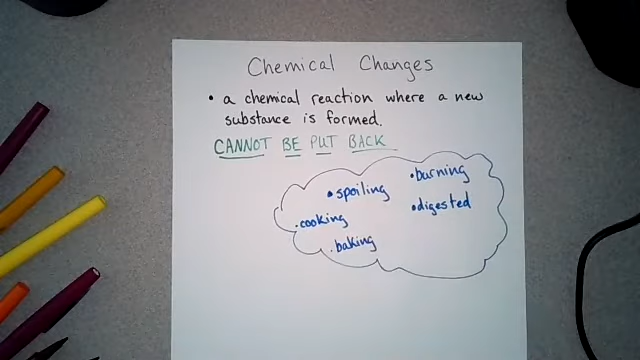 Chemical Changes
• a chemical reaction where a new
substance is formed.
CANNOT BE PUT BACK
• spoiling
• burning
• cooking
• digested
• baking